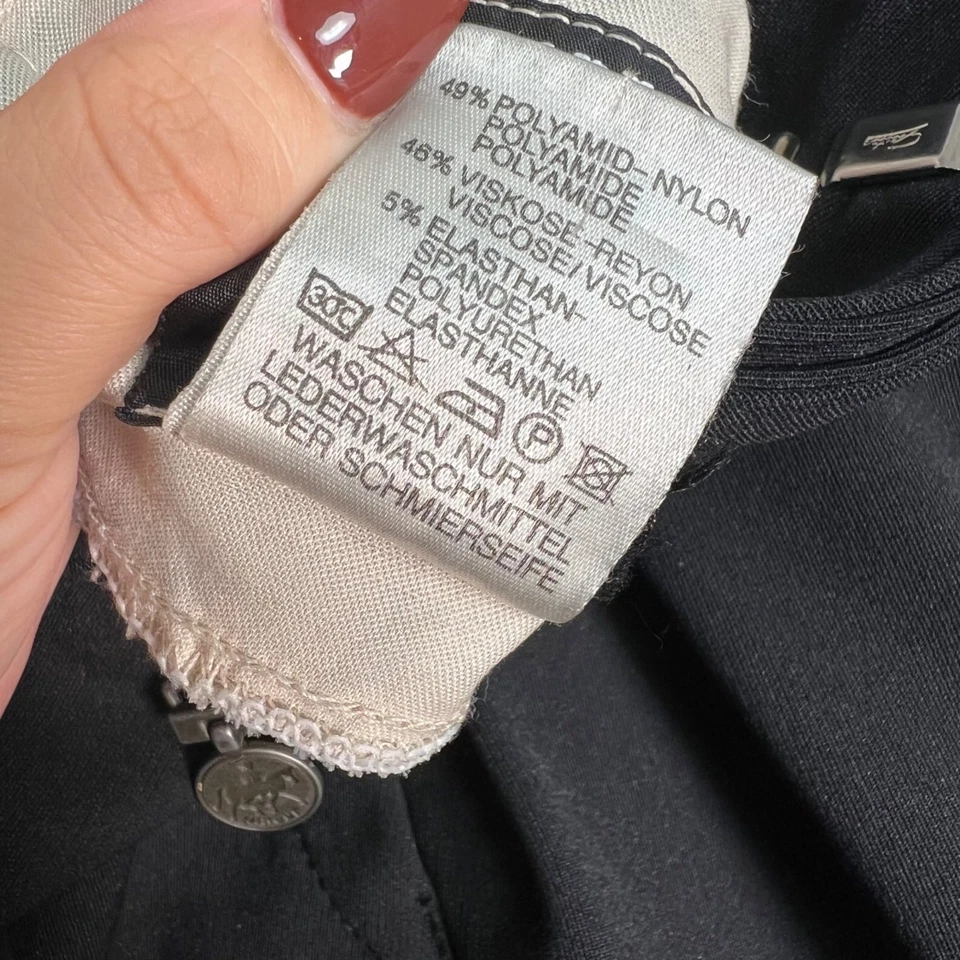 49% POLYAMID- NYLON
POLYAMIDE
POLYAMIDE
46% VISKOSE-REYON
VISCOSE/VISCOSE
5% ELASTHAN-
SPANDEX
POLYURETHAN
ELASTHANNE
30°C
P
WASCHEN NUR MIT
LEDERWASCHMITTEL
ODER SCHMIERSEIFE